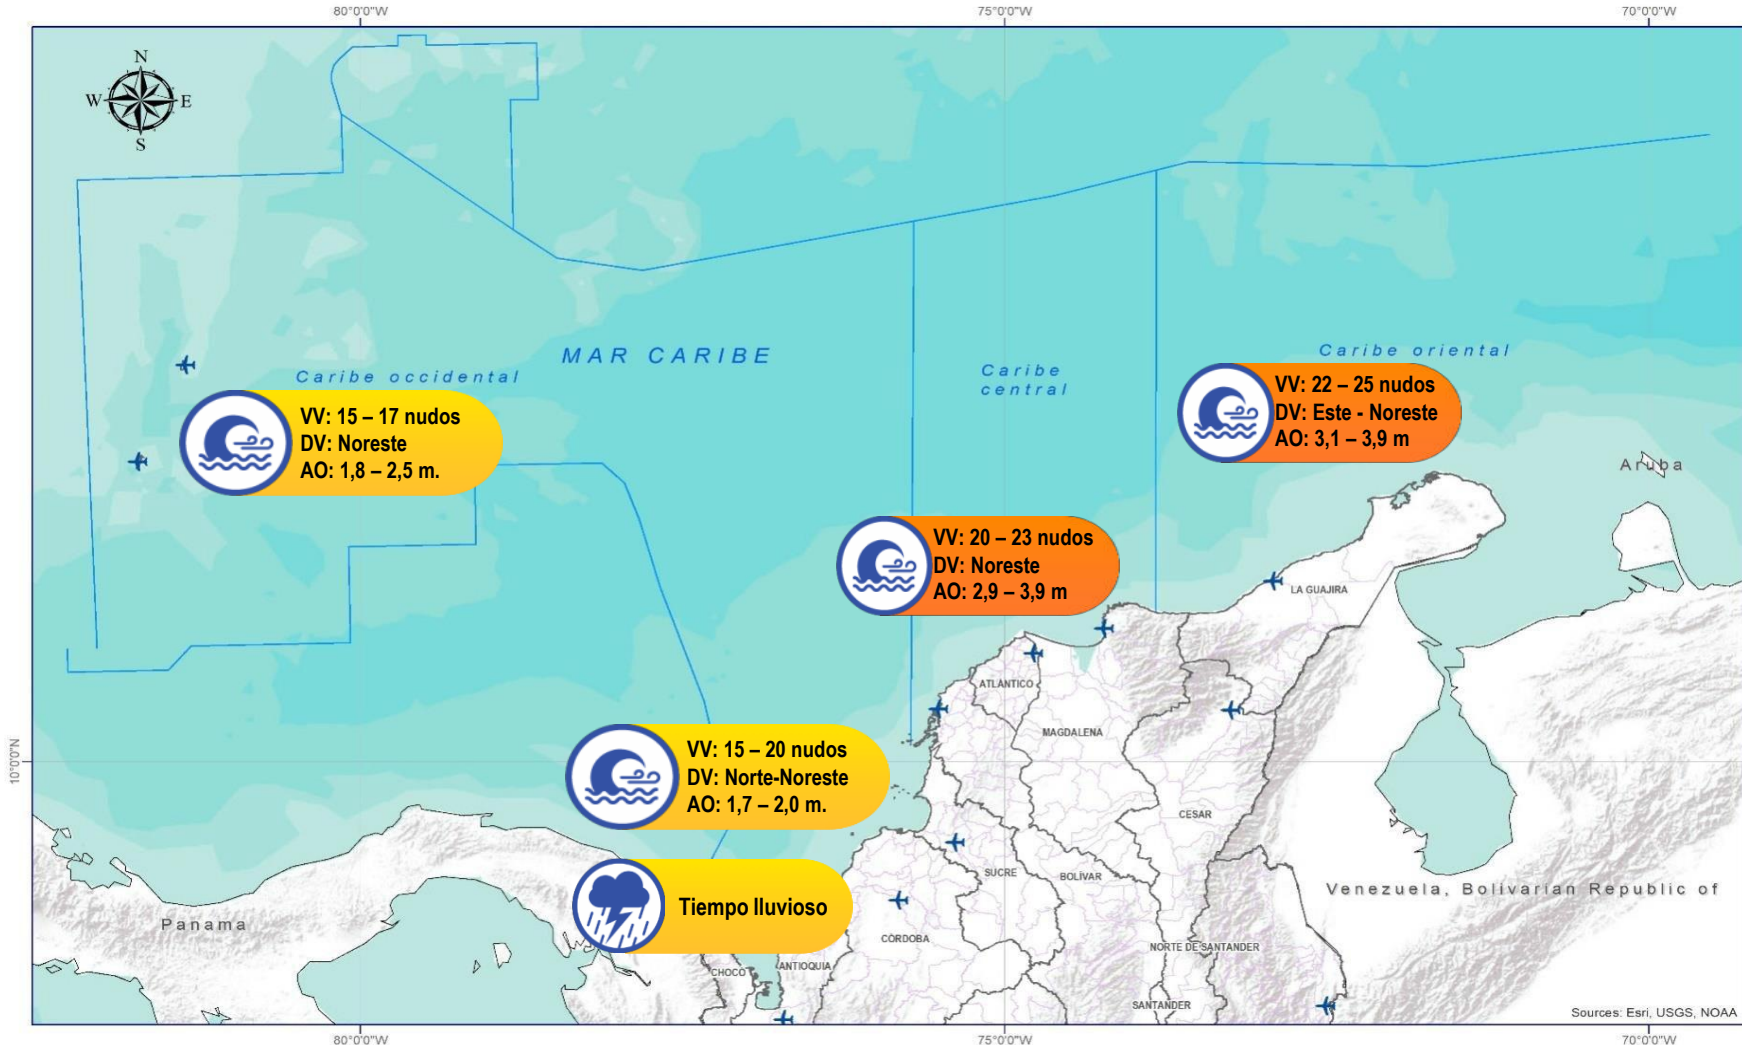 80°0'0"W
75°0'0"W
70°0'0"W
N
W
E
S
MAR CARIBE
Caribe occidental
Caribe
central
Caribe oriental
VV: 15 – 17 nudos
DV: Noreste
AO: 1,8 – 2,5 m.
VV: 22 – 25 nudos
DV: Este - Noreste
AO: 3,1 – 3,9 m
Aruba
VV: 20 – 23 nudos
DV: Noreste
AO: 2,9 – 3,9 m
LA GUAJIRA
ATLÁNTICO
MAGDALENA
10°0'0"N
VV: 15 – 20 nudos
DV: Norte-Noreste
AO: 1,7 – 2,0 m.
CESAR
SUCRE
BOLÍVAR
Venezuela, Bolivarian Republic of
Tiempo lluvioso
Panama
CÓRDOBA
NORTE DE SANTANDER
CHOCÓ
ANTIOQUIA
SANTANDER
Sources: Esri, USGS, NOAA
80°0'0"W
75°0'0"W
70°0'0"W